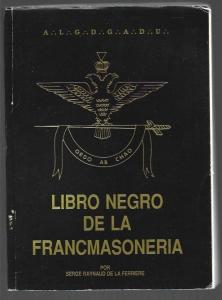 A∴L∴G∴D∴G∴A∴D∴U∴
ORDO AB CHAO
LIBRO NEGRO
DE LA
FRANCMASONERIA
POR
SERGE RAYNAUD DE LA FERRIERE